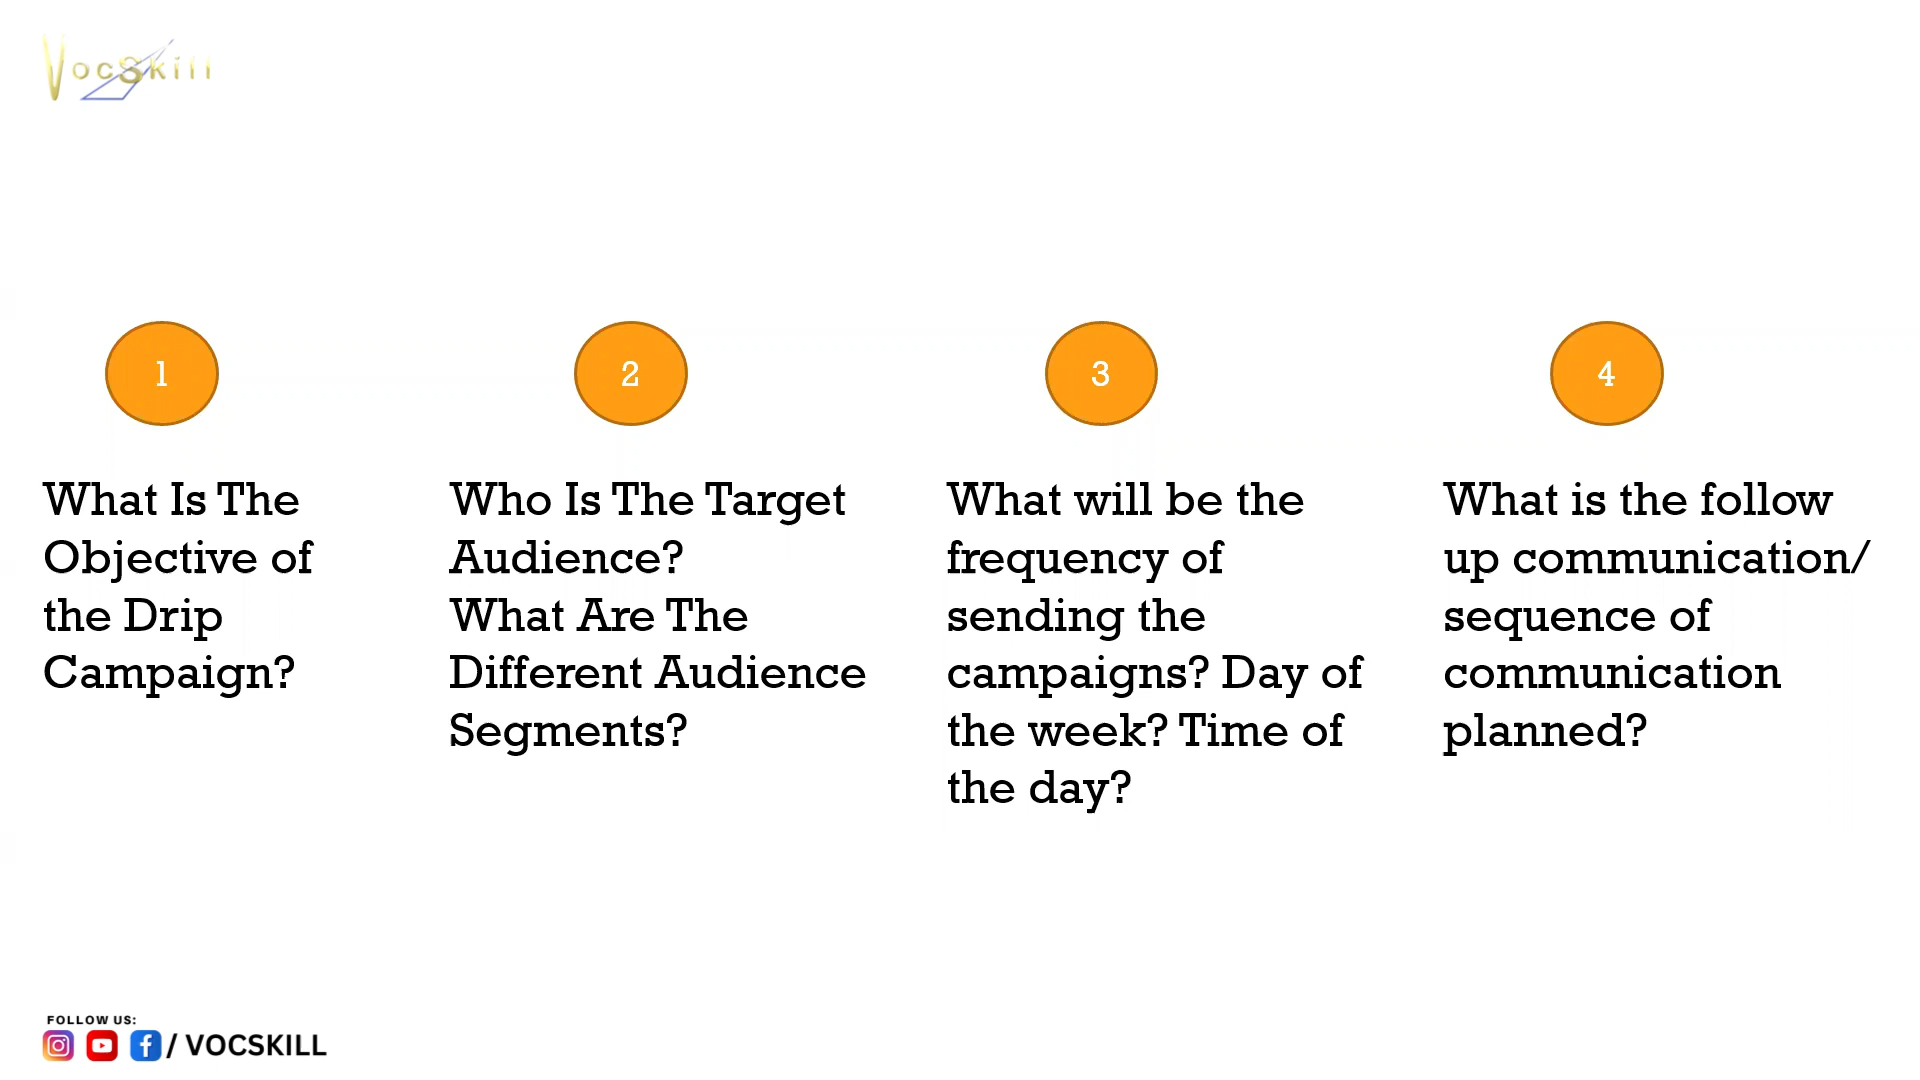 VocSkill
1
What Is The
Objective of
the Drip
Campaign?
2
Who Is The Target
Audience?
What Are The
Different Audience
Segments?
3
What will be the
frequency of
sending the
campaigns? Day of
the week? Time of
the day?
4
What is the follow
up communication/
sequence of
communication
planned?
FOLLOW US:
/ VOCSKILL